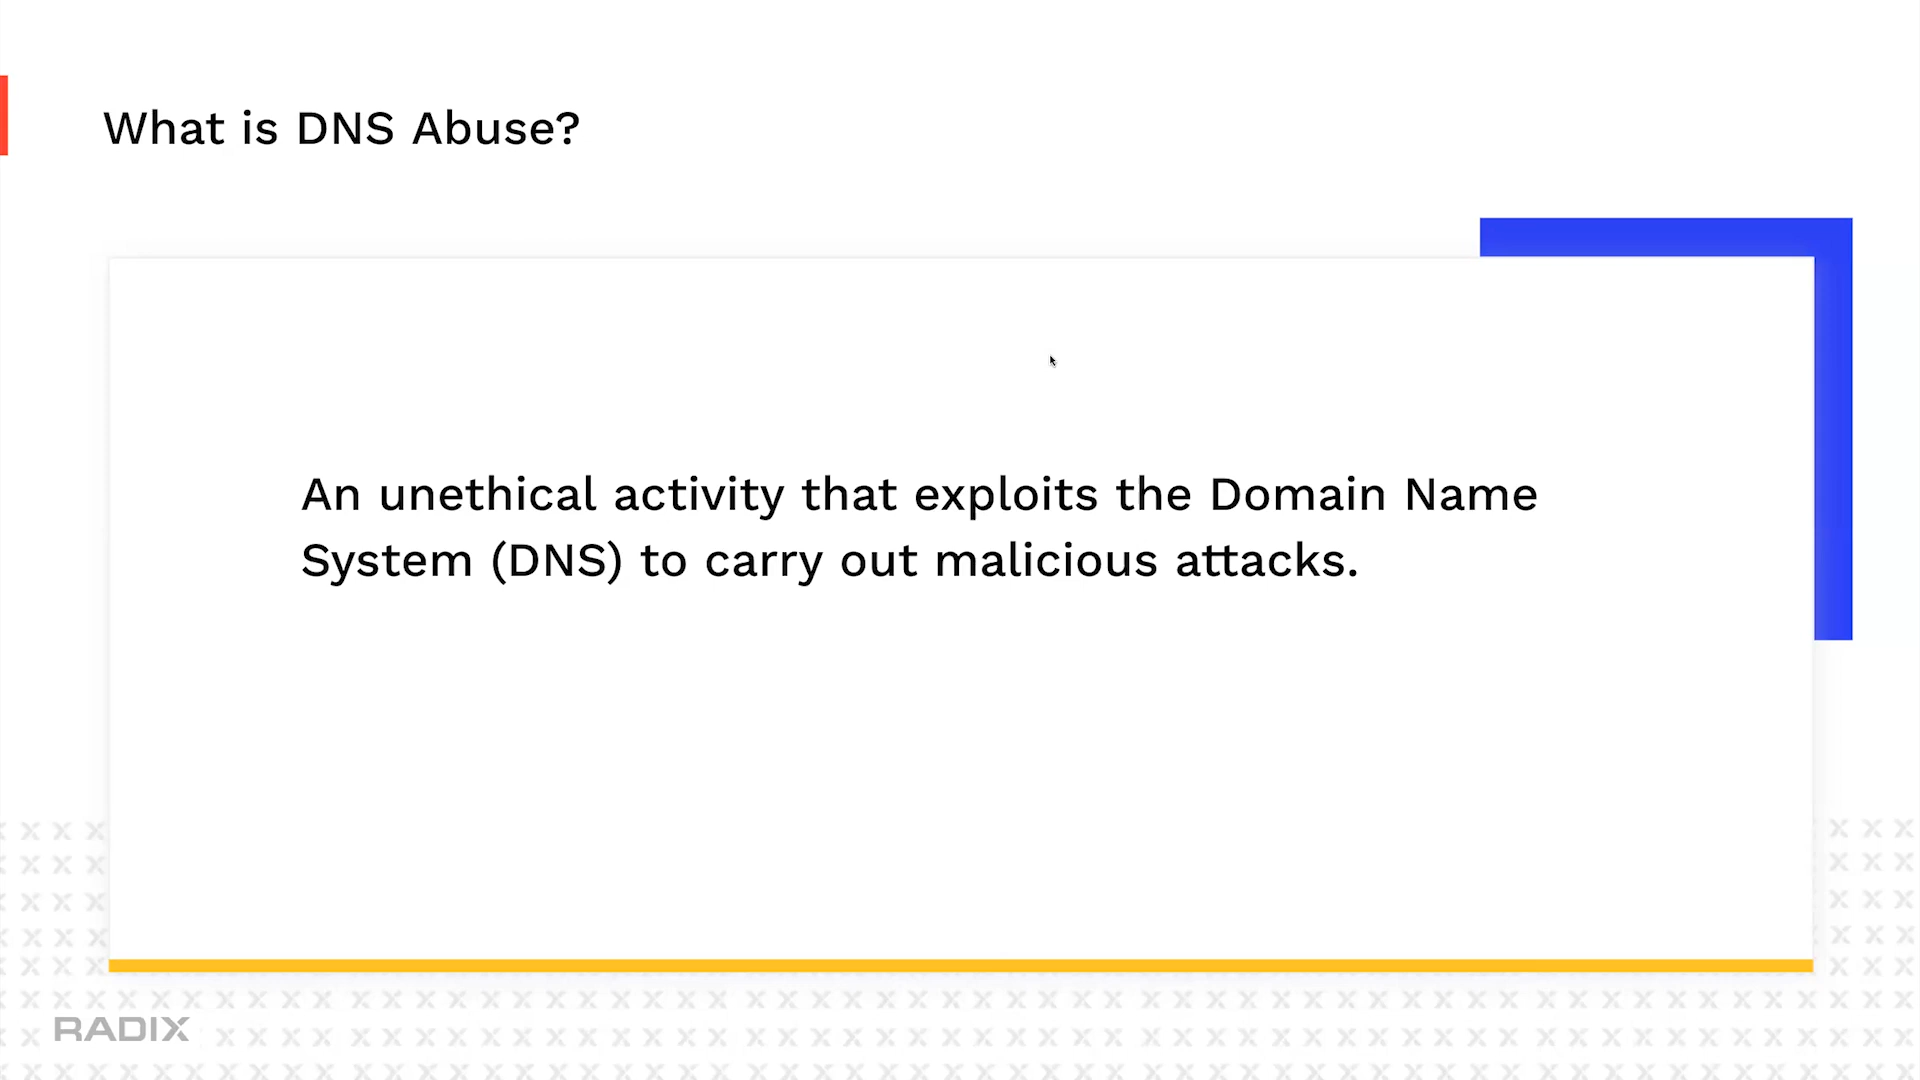 What is DNS Abuse?
An unethical activity that exploits the Domain Name
System (DNS) to carry out malicious attacks.
RADIX